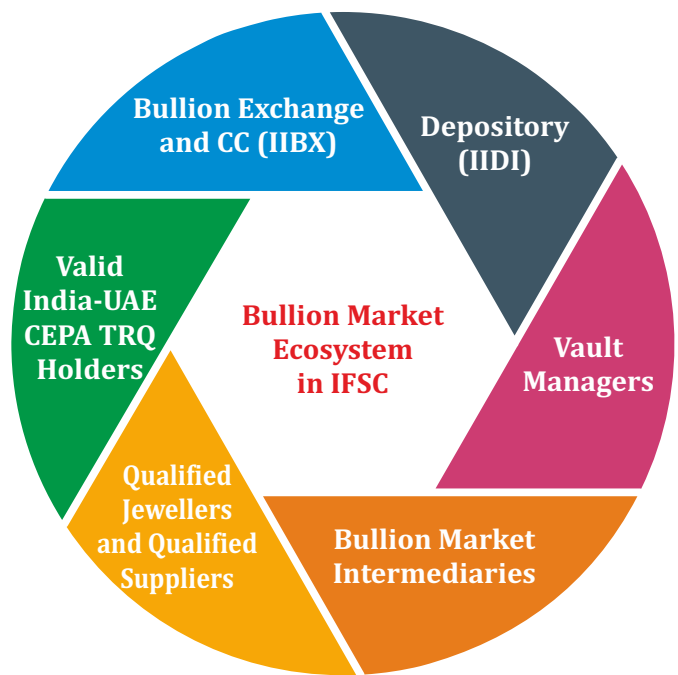 Bullion Exchange
and CC (IIBX)
Depository
(IIDI)
Vault
Managers
Bullion Market
Intermediaries
Qualified
Jewellers
and Qualified
Suppliers
Valid
India-UAE
CEPA TRQ
Holders
Bullion Market
Ecosystem
in IFSC